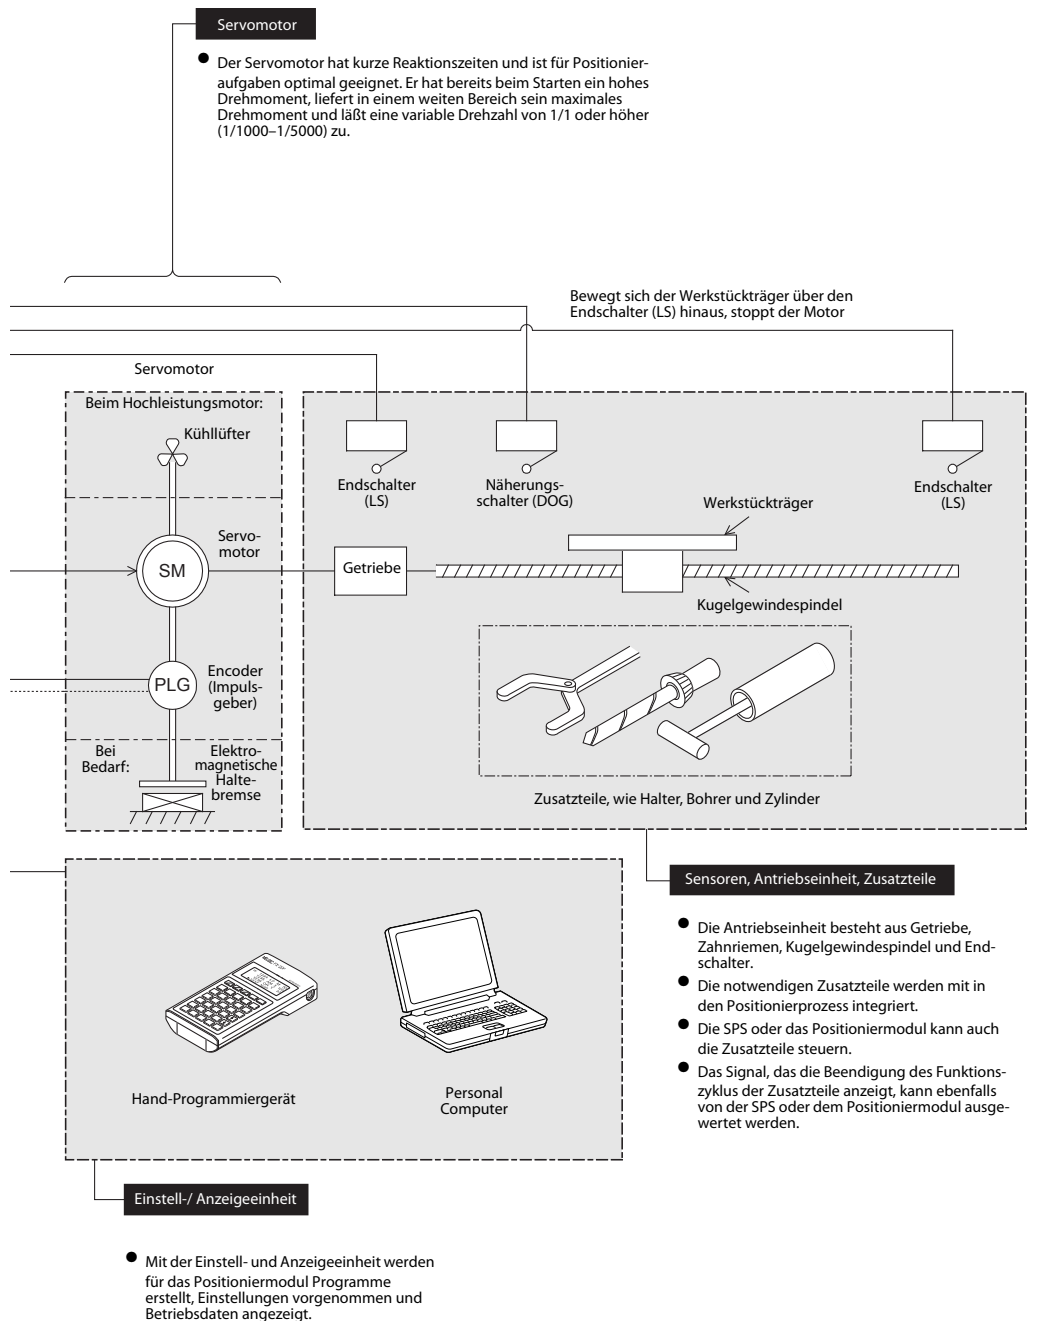 Servomotor
● Der Servomotor hat kurze Reaktionszeiten und ist für Positionier-
aufgaben optimal geeignet. Er hat bereits beim Starten ein hohes
Drehmoment, liefert in einem weiten Bereich sein maximales
Drehmoment und läßt eine variable Drehzahl von 1/1 oder höher
(1/1000–1/5000) zu.
Bewegt sich der Werkstückträger über den
Endschalter (LS) hinaus, stoppt der Motor
Servomotor
Beim Hochleistungsmotor:
Kühllüfter
Servo-
motor
SM
PLG
Encoder
(Impuls-
geber)
Bei
Bedarf:
Elektro-
magnetische
Halte-
bremse
Endschalter
(LS)
Näherungs-
schalter (DOG)
Endschalter
(LS)
Werkstückträger
Getriebe
Kugelgewindespindel
Zusatzteile, wie Halter, Bohrer und Zylinder
Sensoren, Antriebseinheit, Zusatzteile
● Die Antriebseinheit besteht aus Getriebe,
Zahnriemen, Kugelgewindespindel und End-
schalter.
● Die notwendigen Zusatzteile werden mit in
den Positionierprozess integriert.
● Die SPS oder das Positioniermodul kann auch
die Zusatzteile steuern.
● Das Signal, das die Beendigung des Funktions-
zyklus der Zusatzteile anzeigt, kann ebenfalls
von der SPS oder dem Positioniermodul ausge-
wertet werden.
Hand-Programmiergerät
Personal
Computer
Einstell-/ Anzeigeeinheit
● Mit der Einstell- und Anzeigeeinheit werden
für das Positioniermodul Programme
erstellt, Einstellungen vorgenommen und
Betriebsdaten angezeigt.